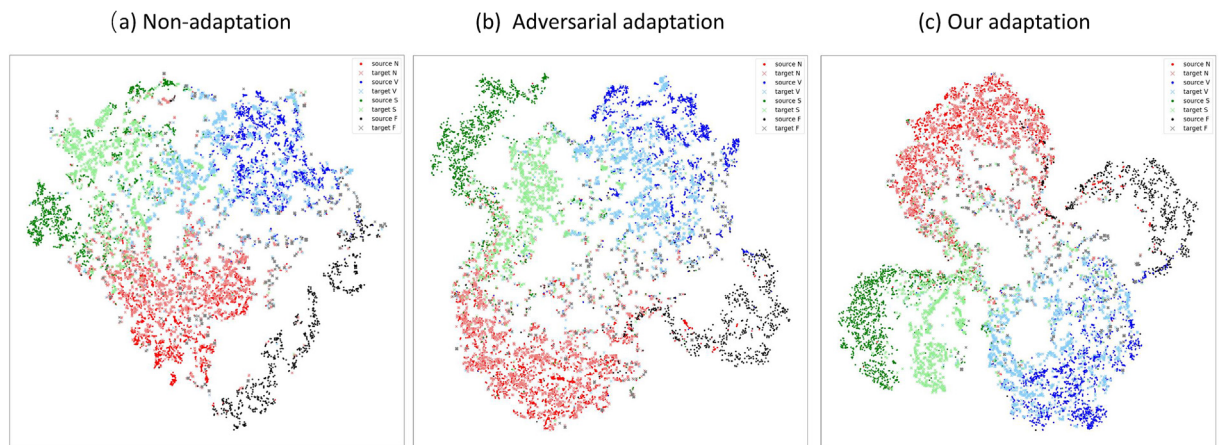 （a) Non-adaptation
(b) Adversarial adaptation
(c) Our adaptation
source N
target N
source V
target V
source S
target S
source F
target F
source N
target N
source V
target V
source S
target S
source F
target F
source N
target N
source V
target V
source S
target S
source F
target F